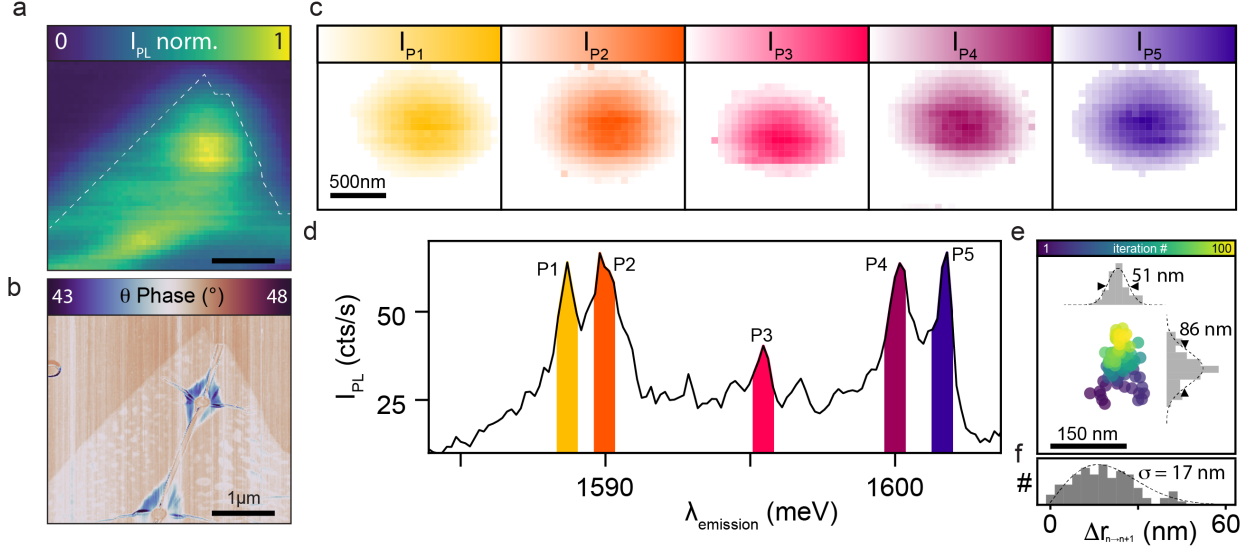 a
0 I_PL norm. 1
b
43 θ Phase (°) 48
1µm
c
I_P1 I_P2 I_P3 I_P4 I_P5
500nm
d
P1 P2 P3 P4 P5
50
25
I_PL (cts/s)
1590 1600
λ_emission (meV)
e
1 iteration # 100
51 nm
86 nm
150 nm
f
#
σ = 17 nm
0 Δr_n→n+1 (nm) 60